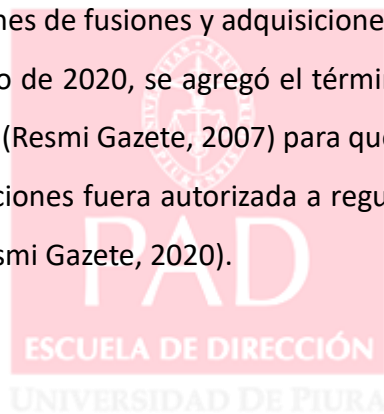 nes de fusiones y adquisicione
o de 2020, se agregó el térmi
(Resmi Gazete, 2007) para que
ciones fuera autorizada a regu
smi Gazete, 2020).
PAD
ESCUELA DE DIRECCIÓN
UNIVERSIDAD DE PIURA